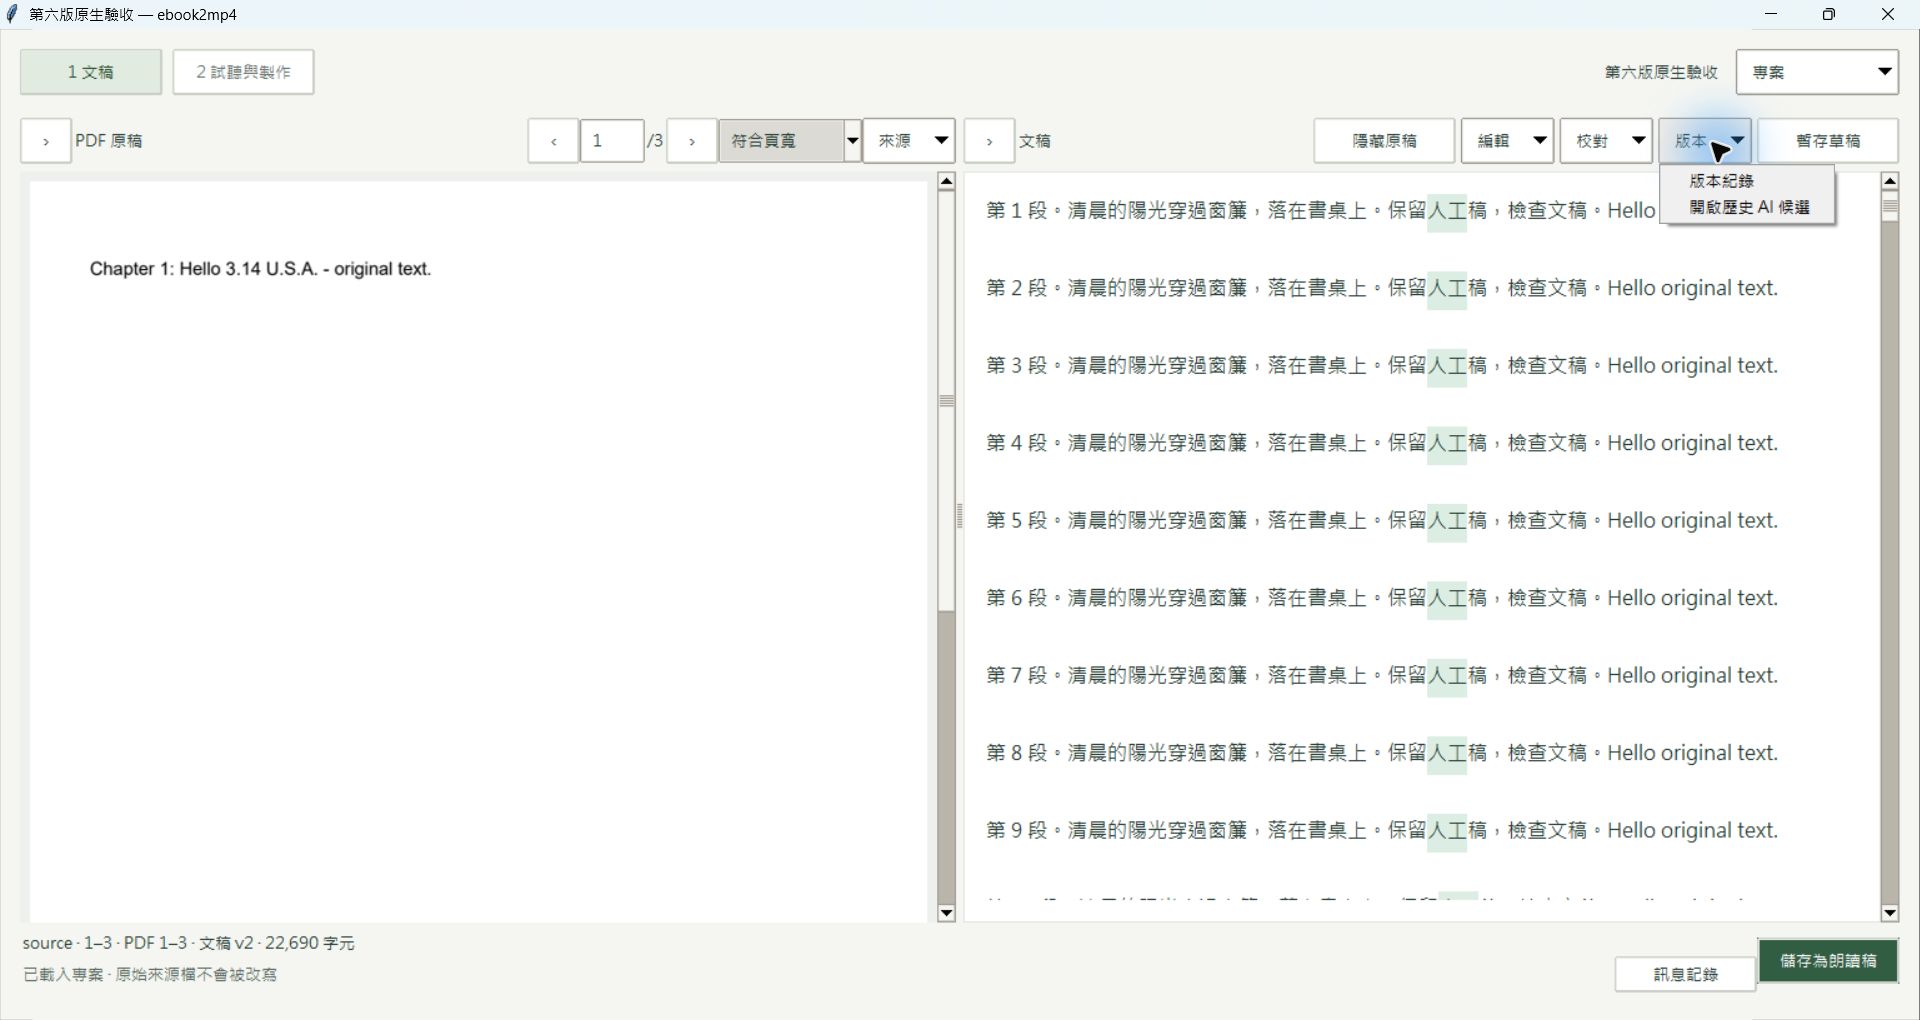 第六版原生驗收 — ebook2mp4
1 文稿
2 試聽與製作
第六版原生驗收
專案
› PDF 原稿
‹ 1 /3 ›
符合頁寬
來源
› 文稿
隱藏原稿
編輯
校對
版本
暫存草稿
版本紀錄
開啟歷史 AI 候選
Chapter 1: Hello 3.14 U.S.A. - original text.
第 1 段。清晨的陽光穿過窗簾，落在書桌上。保留人工稿，檢查文稿。Hello
第 2 段。清晨的陽光穿過窗簾，落在書桌上。保留人工稿，檢查文稿。Hello original text.
第 3 段。清晨的陽光穿過窗簾，落在書桌上。保留人工稿，檢查文稿。Hello original text.
第 4 段。清晨的陽光穿過窗簾，落在書桌上。保留人工稿，檢查文稿。Hello original text.
第 5 段。清晨的陽光穿過窗簾，落在書桌上。保留人工稿，檢查文稿。Hello original text.
第 6 段。清晨的陽光穿過窗簾，落在書桌上。保留人工稿，檢查文稿。Hello original text.
第 7 段。清晨的陽光穿過窗簾，落在書桌上。保留人工稿，檢查文稿。Hello original text.
第 8 段。清晨的陽光穿過窗簾，落在書桌上。保留人工稿，檢查文稿。Hello original text.
第 9 段。清晨的陽光穿過窗簾，落在書桌上。保留人工稿，檢查文稿。Hello original text.
source · 1–3 · PDF 1–3 · 文稿 v2 · 22,690 字元
已載入專案 · 原始來源檔不會被改寫
訊息記錄
儲存為朗讀稿